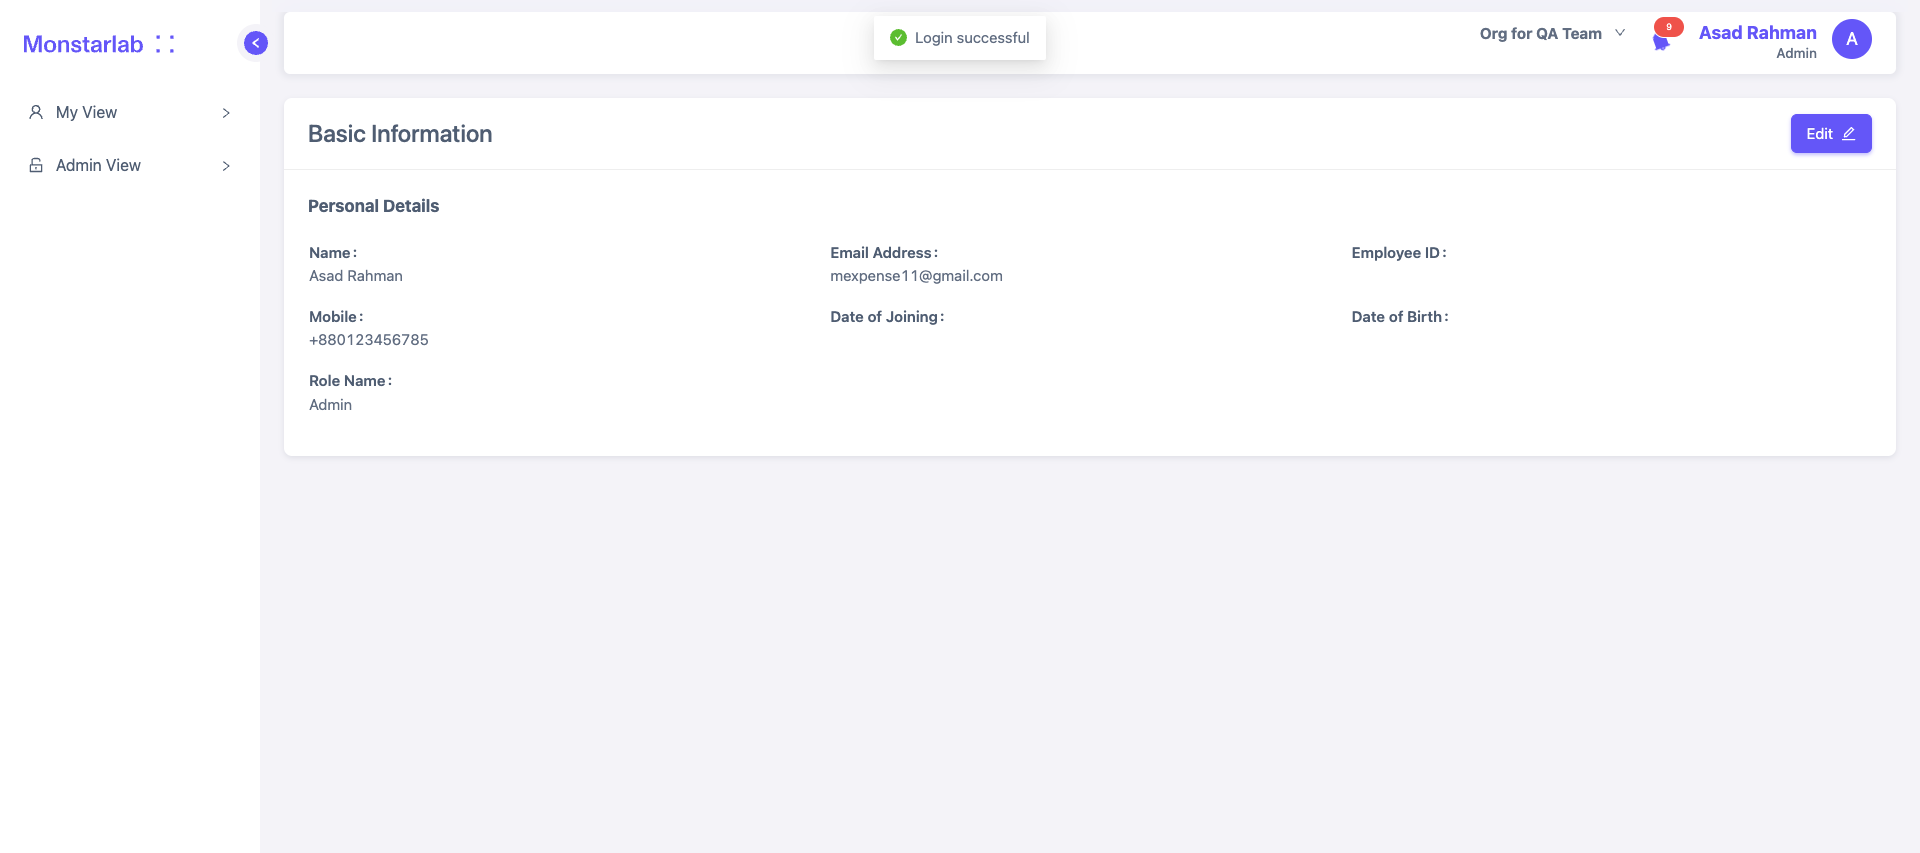 Monstarlab
Login successful
Org for QA Team
9
Asad Rahman
Admin
A
My View
Admin View
Basic Information
Edit
Personal Details
Name :
Asad Rahman
Email Address :
mexpense11@gmail.com
Employee ID :
Mobile :
+880123456785
Date of Joining :
Date of Birth :
Role Name :
Admin